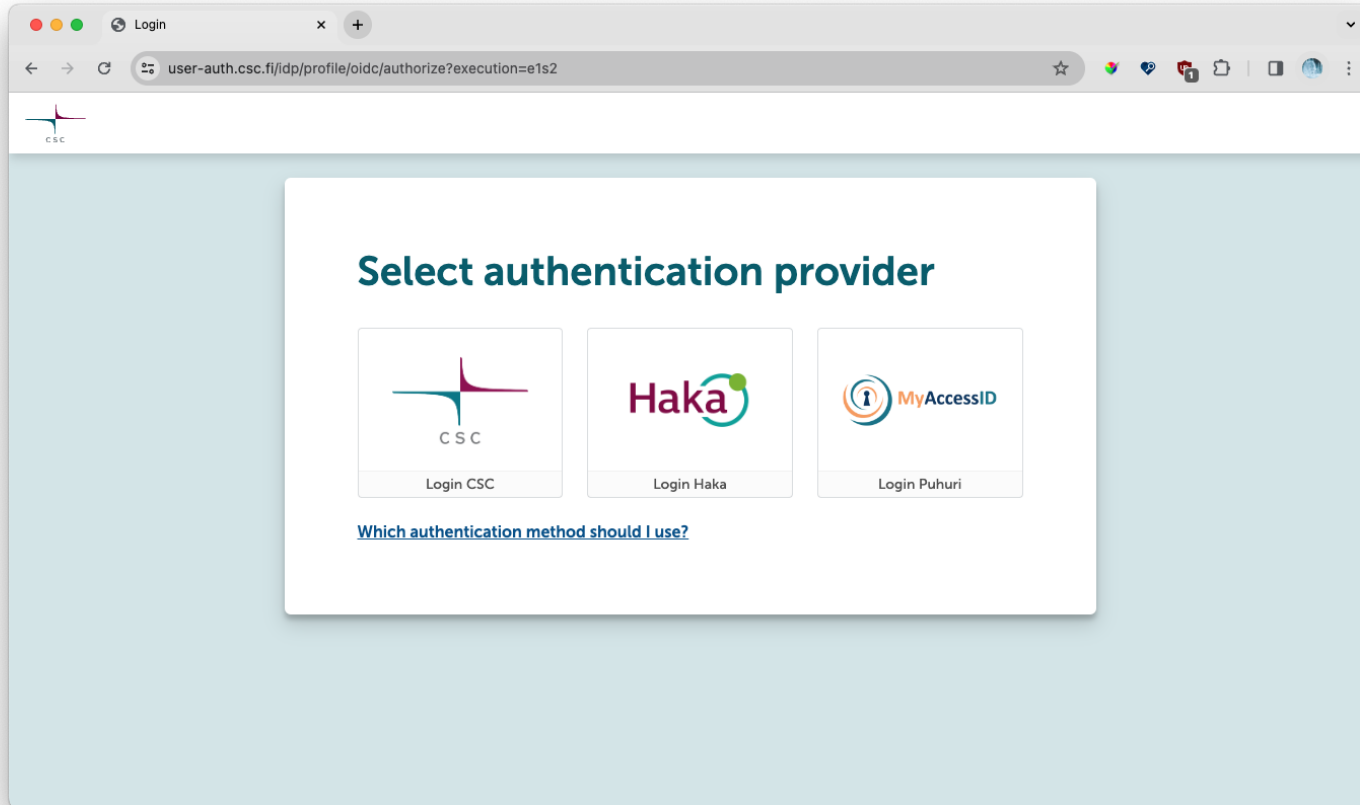 Login
user-auth.csc.fi/idp/profile/oidc/authorize?execution=e1s2
1
CSC
Select authentication provider
CSC
Haka
MyAccessID
Login CSC
Login Haka
Login Puhuri
Which authentication method should I use?